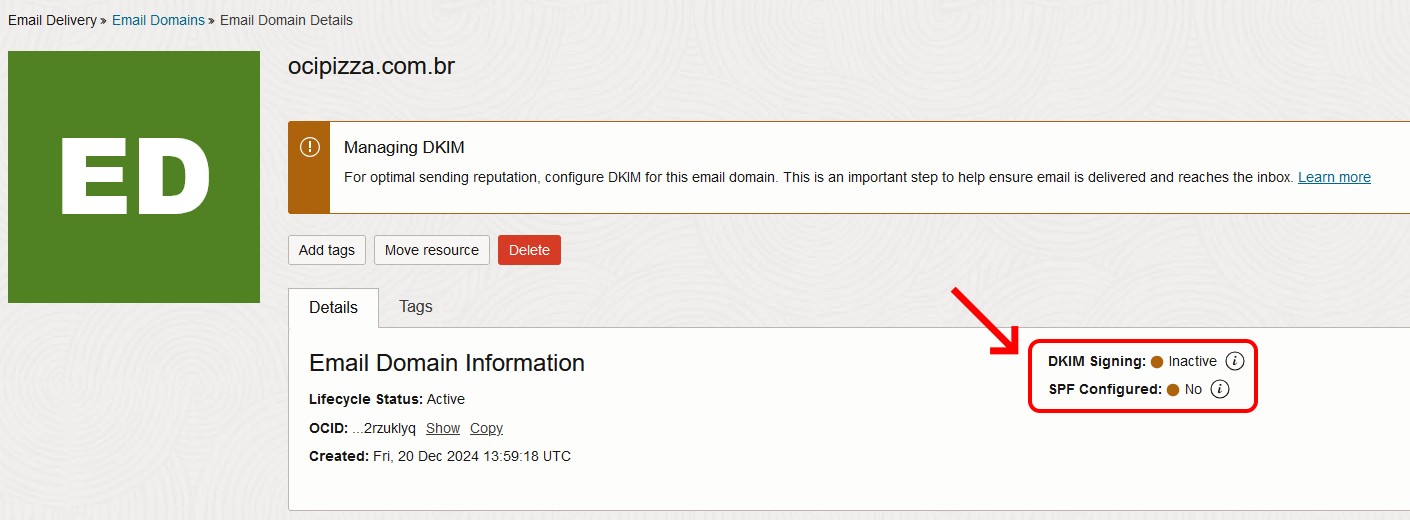 Email Delivery » Email Domains » Email Domain Details
ED
ocipizza.com.br
Managing DKIM
For optimal sending reputation, configure DKIM for this email domain. This is an important step to help ensure email is delivered and reaches the inbox. Learn more
Add tags Move resource Delete
Details Tags
Email Domain Information
Lifecycle Status: Active
OCID: ...2rzuklyq Show Copy
Created: Fri, 20 Dec 2024 13:59:18 UTC
DKIM Signing: Inactive
SPF Configured: No